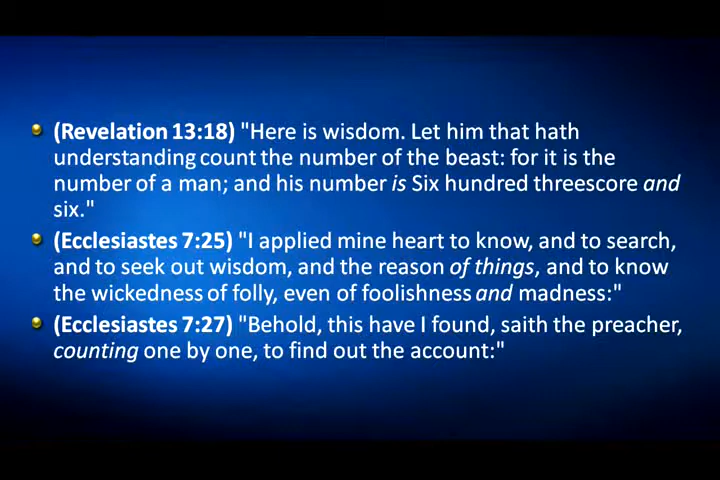 (Revelation 13:18) "Here is wisdom. Let him that hath
understanding count the number of the beast: for it is the
number of a man; and his number is Six hundred threescore and
six."
(Ecclesiastes 7:25) "I applied mine heart to know, and to search,
and to seek out wisdom, and the reason of things, and to know
the wickedness of folly, even of foolishness and madness:"
(Ecclesiastes 7:27) "Behold, this have I found, saith the preacher,
counting one by one, to find out the account:"